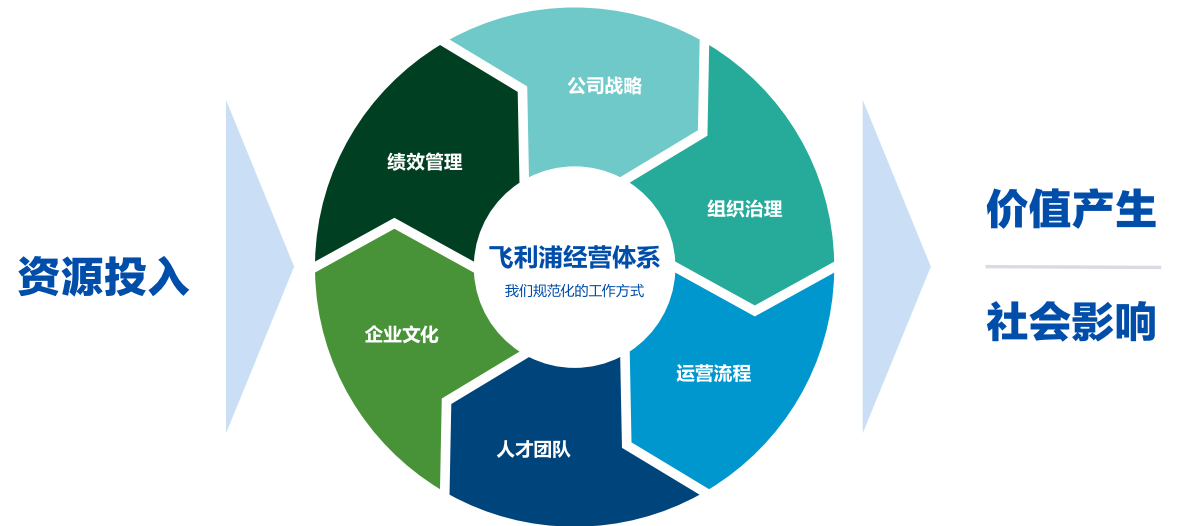 资源投入
公司战略
组织治理
运营流程
人才团队
企业文化
绩效管理
飞利浦经营体系
我们规范化的工作方式
价值产生
社会影响